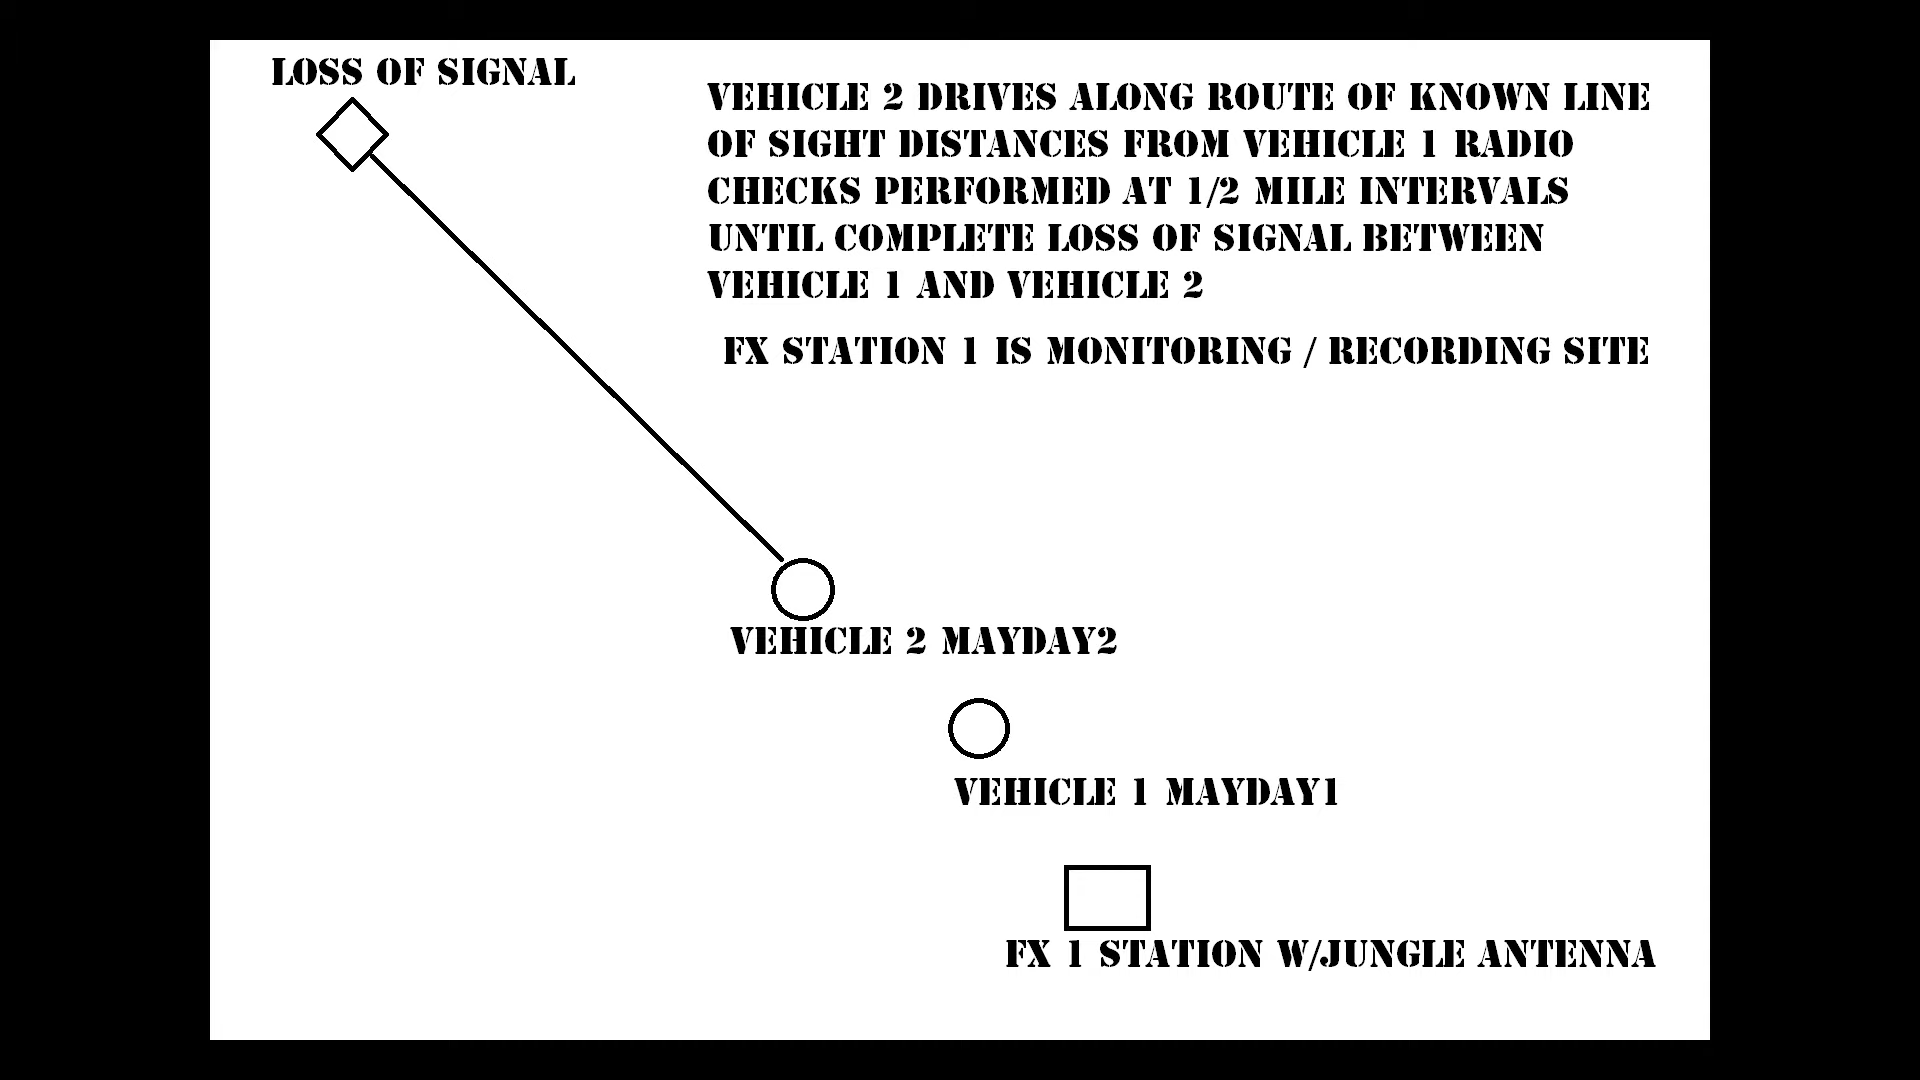 LOSS OF SIGNAL
VEHICLE 2 DRIVES ALONG ROUTE OF KNOWN LINE
OF SIGHT DISTANCES FROM VEHICLE 1 RADIO
CHECKS PERFORMED AT 1/2 MILE INTERVALS
UNTIL COMPLETE LOSS OF SIGNAL BETWEEN
VEHICLE 1 AND VEHICLE 2
FX STATION 1 IS MONITORING / RECORDING SITE
VEHICLE 2 MAYDAY2
VEHICLE 1 MAYDAY1
FX 1 STATION W/JUNGLE ANTENNA